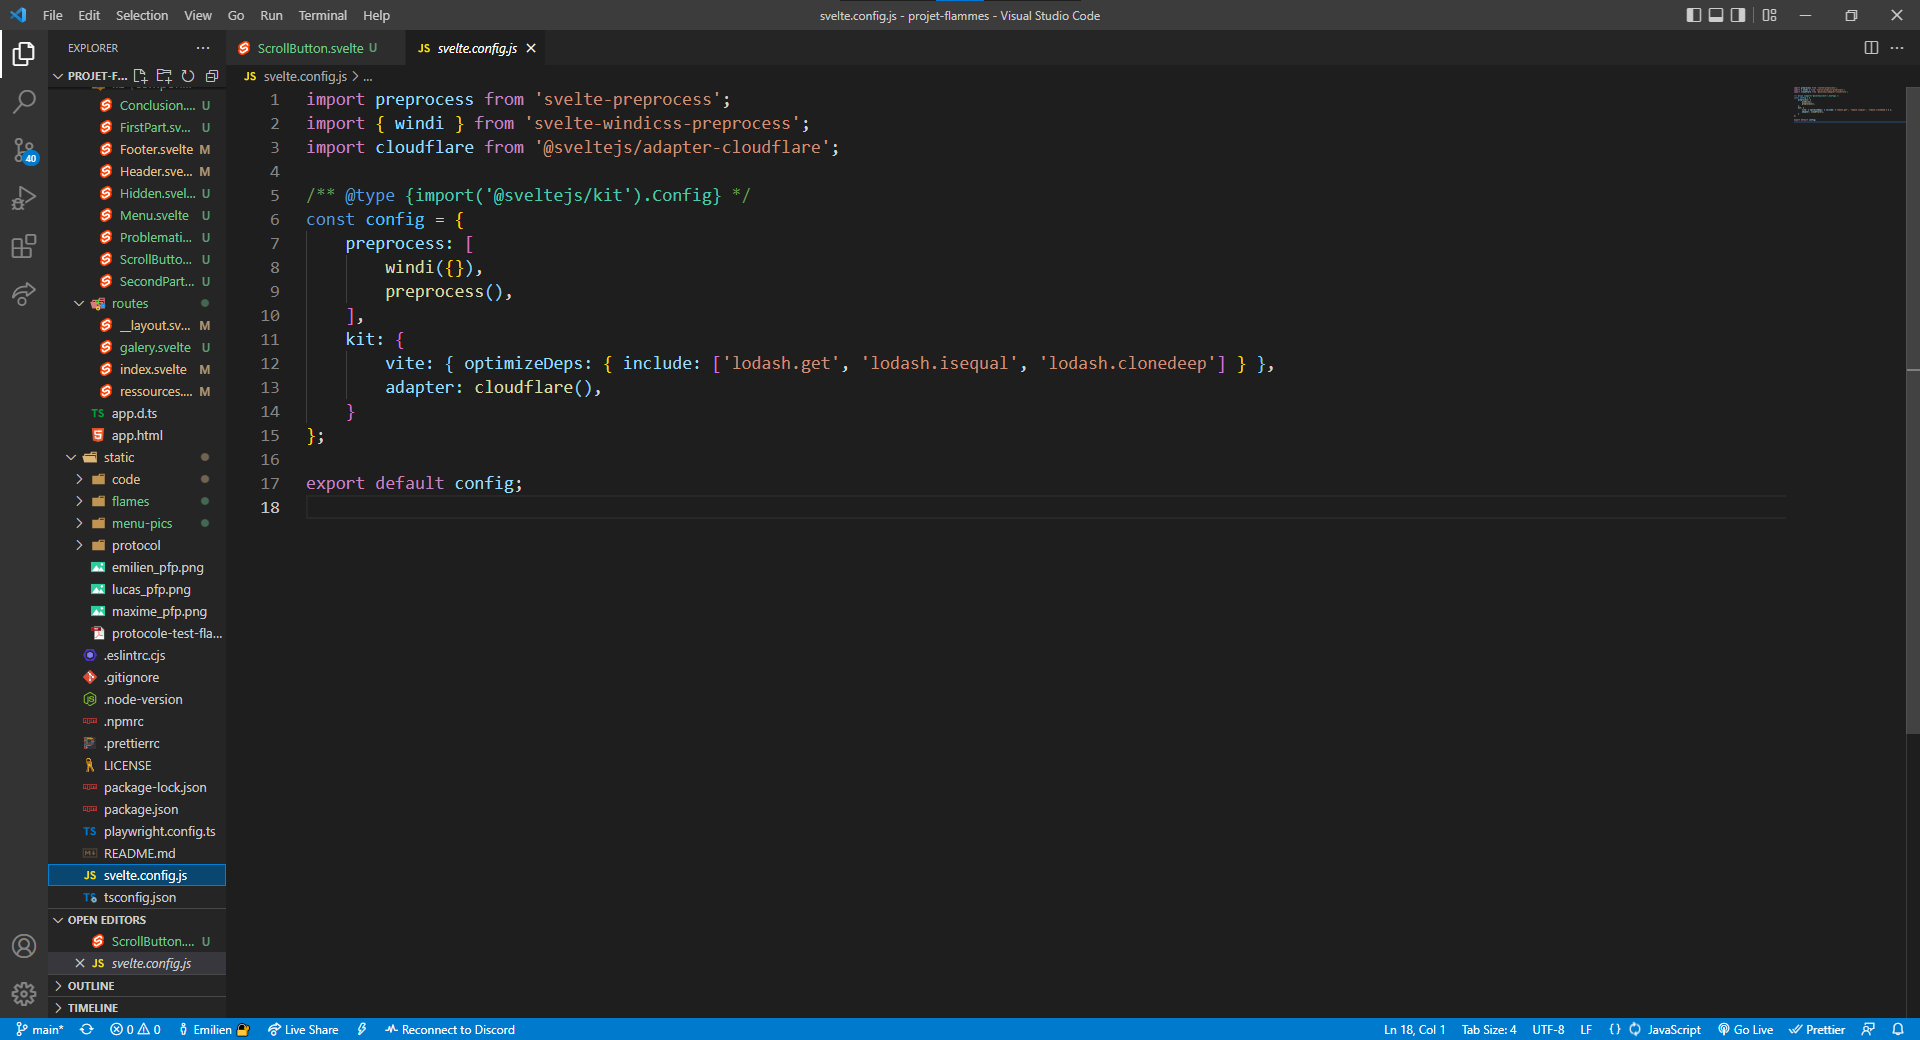 File Edit Selection View Go Run Terminal Help
svelte.config.js - projet-flammes - Visual Studio Code
EXPLORER
PROJET-F...
Conclusion.... U
FirstPart.sv... U
Footer.svelte M
Header.sve... M
Hidden.svel... U
Menu.svelte U
Problemati... U
ScrollButto... U
SecondPart... U
routes
__layout.sv... M
galery.svelte U
index.svelte M
ressources.... M
TS app.d.ts
app.html
static
code
flames
menu-pics
protocol
emilien_pfp.png
lucas_pfp.png
maxime_pfp.png
protocole-test-fla...
.eslintrc.cjs
.gitignore
.node-version
.npmrc
.prettierrc
LICENSE
package-lock.json
package.json
TS playwright.config.ts
README.md
JS svelte.config.js
tsconfig.json
OPEN EDITORS
ScrollButton.... U
JS svelte.config.js
OUTLINE
TIMELINE
40
ScrollButton.svelte U
JS svelte.config.js
JS svelte.config.js > ...
1 import preprocess from 'svelte-preprocess';
2 import { windi } from 'svelte-windicss-preprocess';
3 import cloudflare from '@sveltejs/adapter-cloudflare';
4
5 /** @type {import('@sveltejs/kit').Config} */
6 const config = {
7 preprocess: [
8 windi({}),
9 preprocess(),
10 ],
11 kit: {
12 vite: { optimizeDeps: { include: ['lodash.get', 'lodash.isequal', 'lodash.clonedeep'] } },
13 adapter: cloudflare(),
14 }
15 };
16
17 export default config;
18
main* 0 0 Emilien Live Share Reconnect to Discord
Ln 18, Col 1 Tab Size: 4 UTF-8 LF {} JavaScript Go Live Prettier